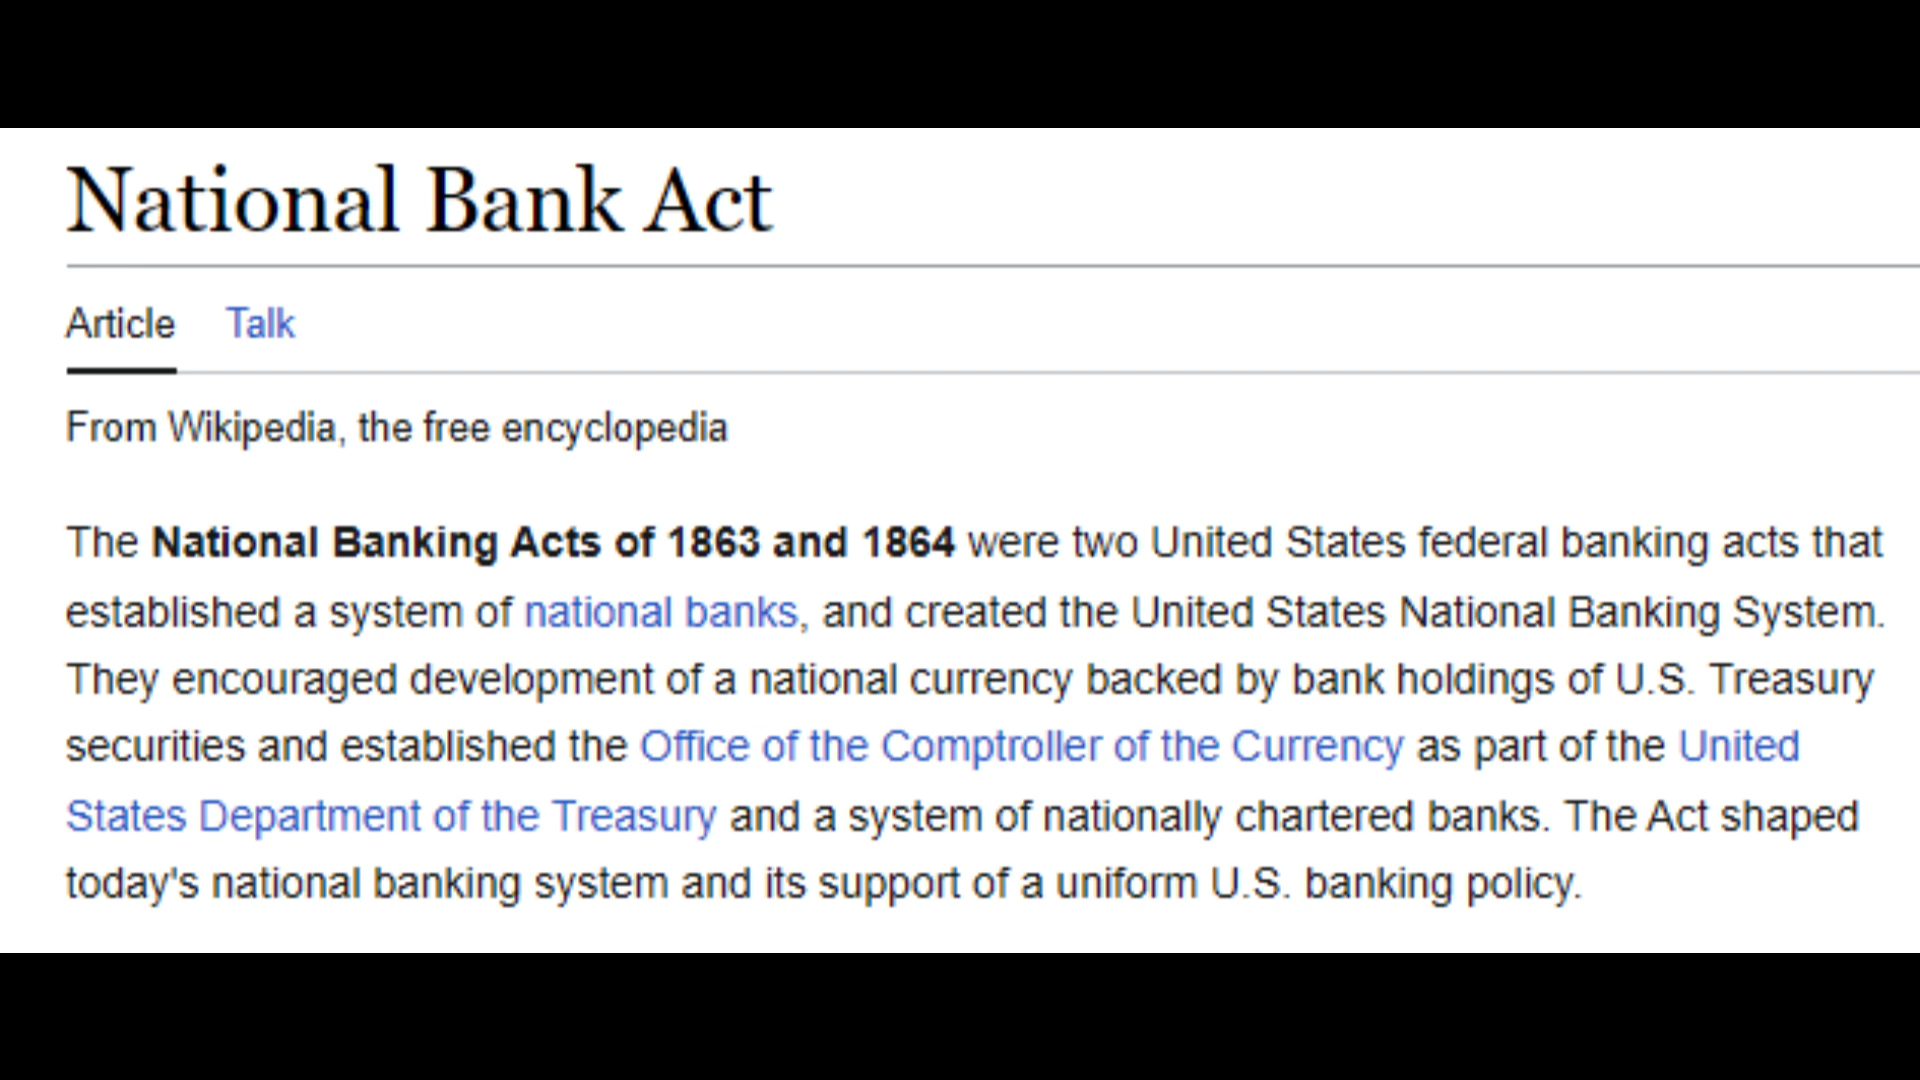 National Bank Act
Article Talk
From Wikipedia, the free encyclopedia
The National Banking Acts of 1863 and 1864 were two United States federal banking acts that
established a system of national banks, and created the United States National Banking System.
They encouraged development of a national currency backed by bank holdings of U.S. Treasury
securities and established the Office of the Comptroller of the Currency as part of the United
States Department of the Treasury and a system of nationally chartered banks. The Act shaped
today's national banking system and its support of a uniform U.S. banking policy.